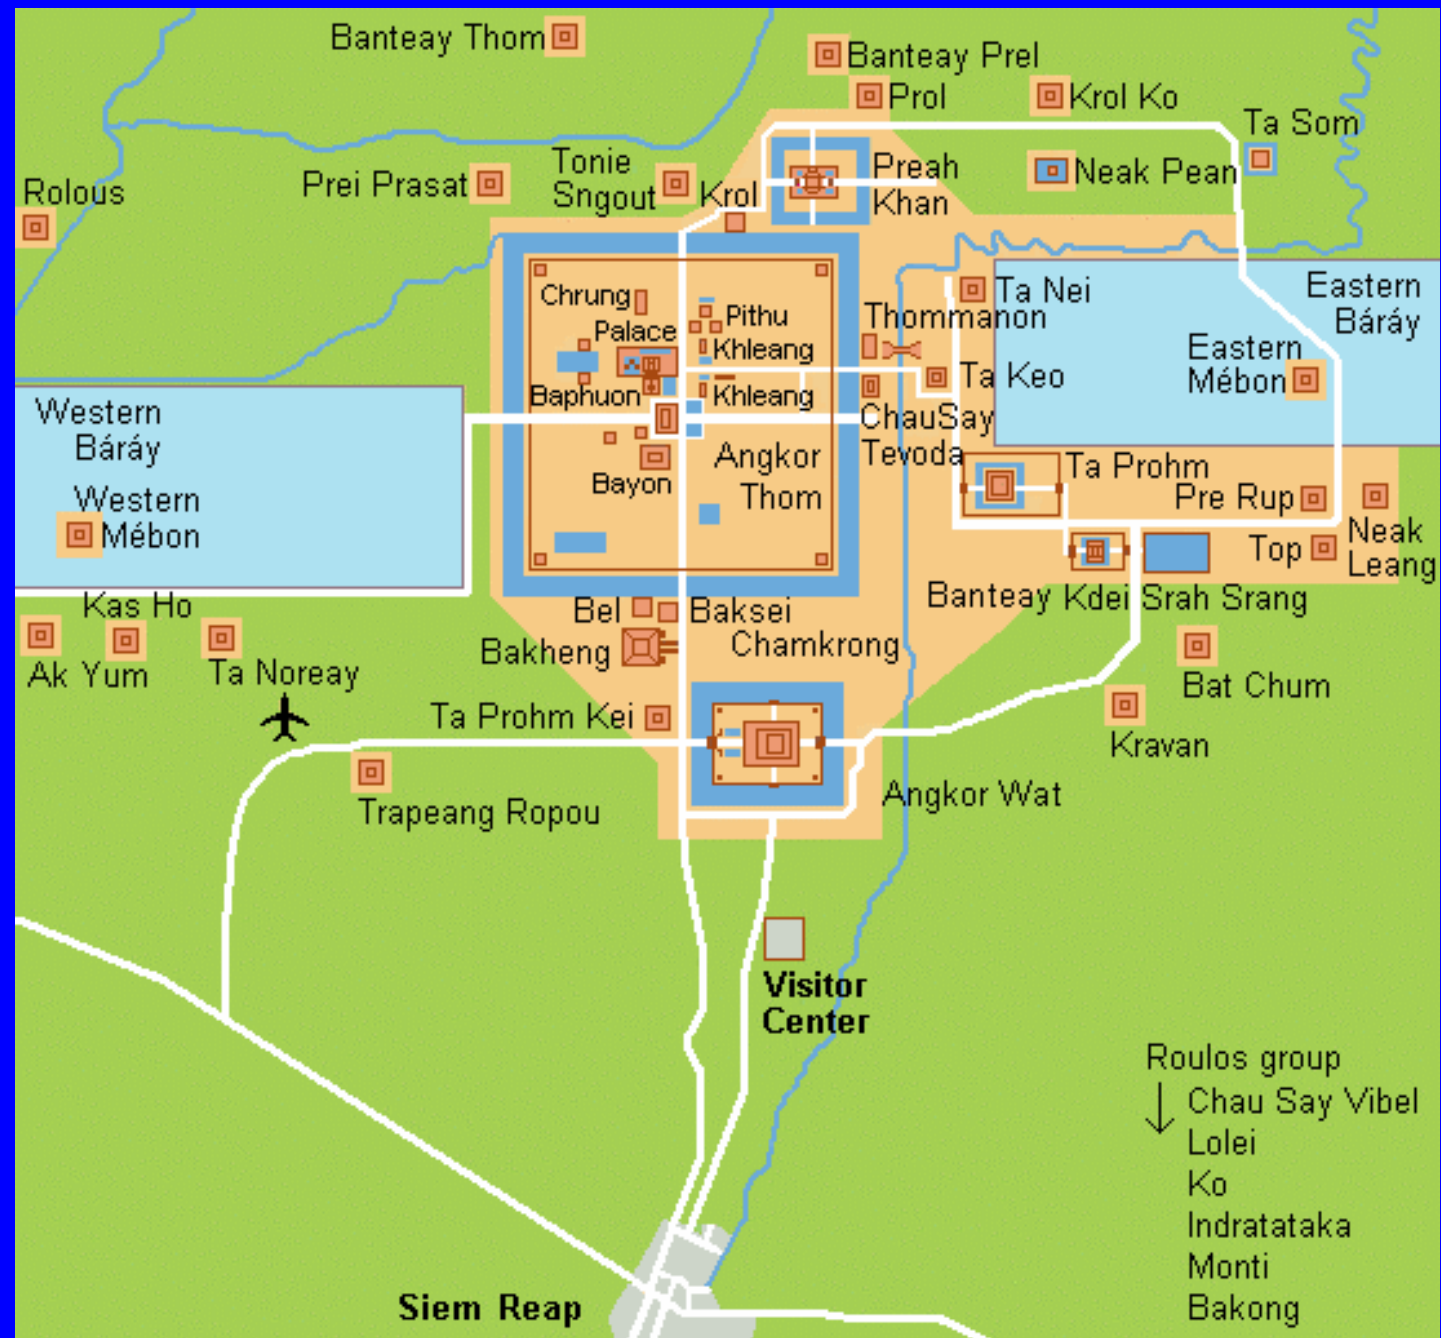 Banteay Thom
Banteay Prel
Prol
Krol Ko
Ta Som
Tonie
Sngout
Prei Prasat
Preah
Khan
Neak Pean
Rolous
Krol
Chrung
Palace
Pithu
Khleang
Thommanon
Ta Nei
Eastern
Báráy
Eastern
Mébon
Baphuon
Khleang
Ta Keo
ChauSay
Tevoda
Western
Báráy
Western
Mébon
Bayon
Angkor
Thom
Ta Prohm
Pre Rup
Top
Neak
Leang
Banteay Kdei
Srah Srang
Kas Ho
Ak Yum
Ta Noreay
Bel
Baksei
Chamkrong
Bakheng
Ta Prohm Kei
Bat Chum
Kravan
Trapeang Ropou
Angkor Wat
Visitor
Center
Roulos group
Chau Say Vibel
Lolei
Ko
Indratataka
Monti
Bakong
Siem Reap